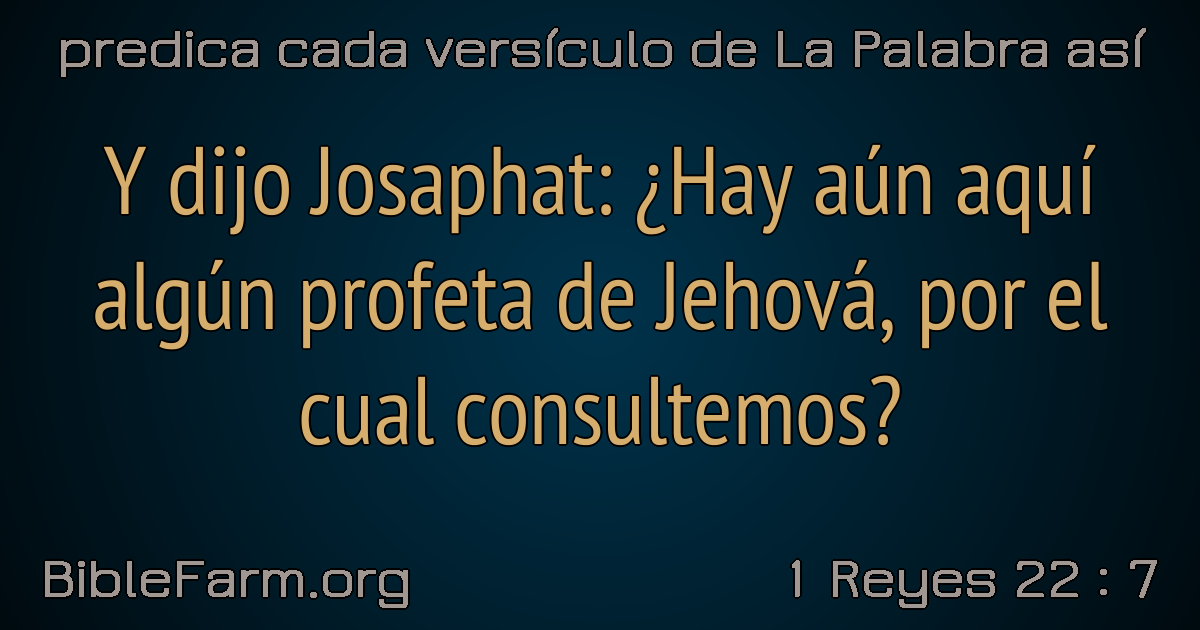 predica cada versículo de La Palabra así
Y dijo Josaphat: ¿Hay aún aquí
algún profeta de Jehová, por el
cual consultemos?
BibleFarm.org
1 Reyes 22 : 7